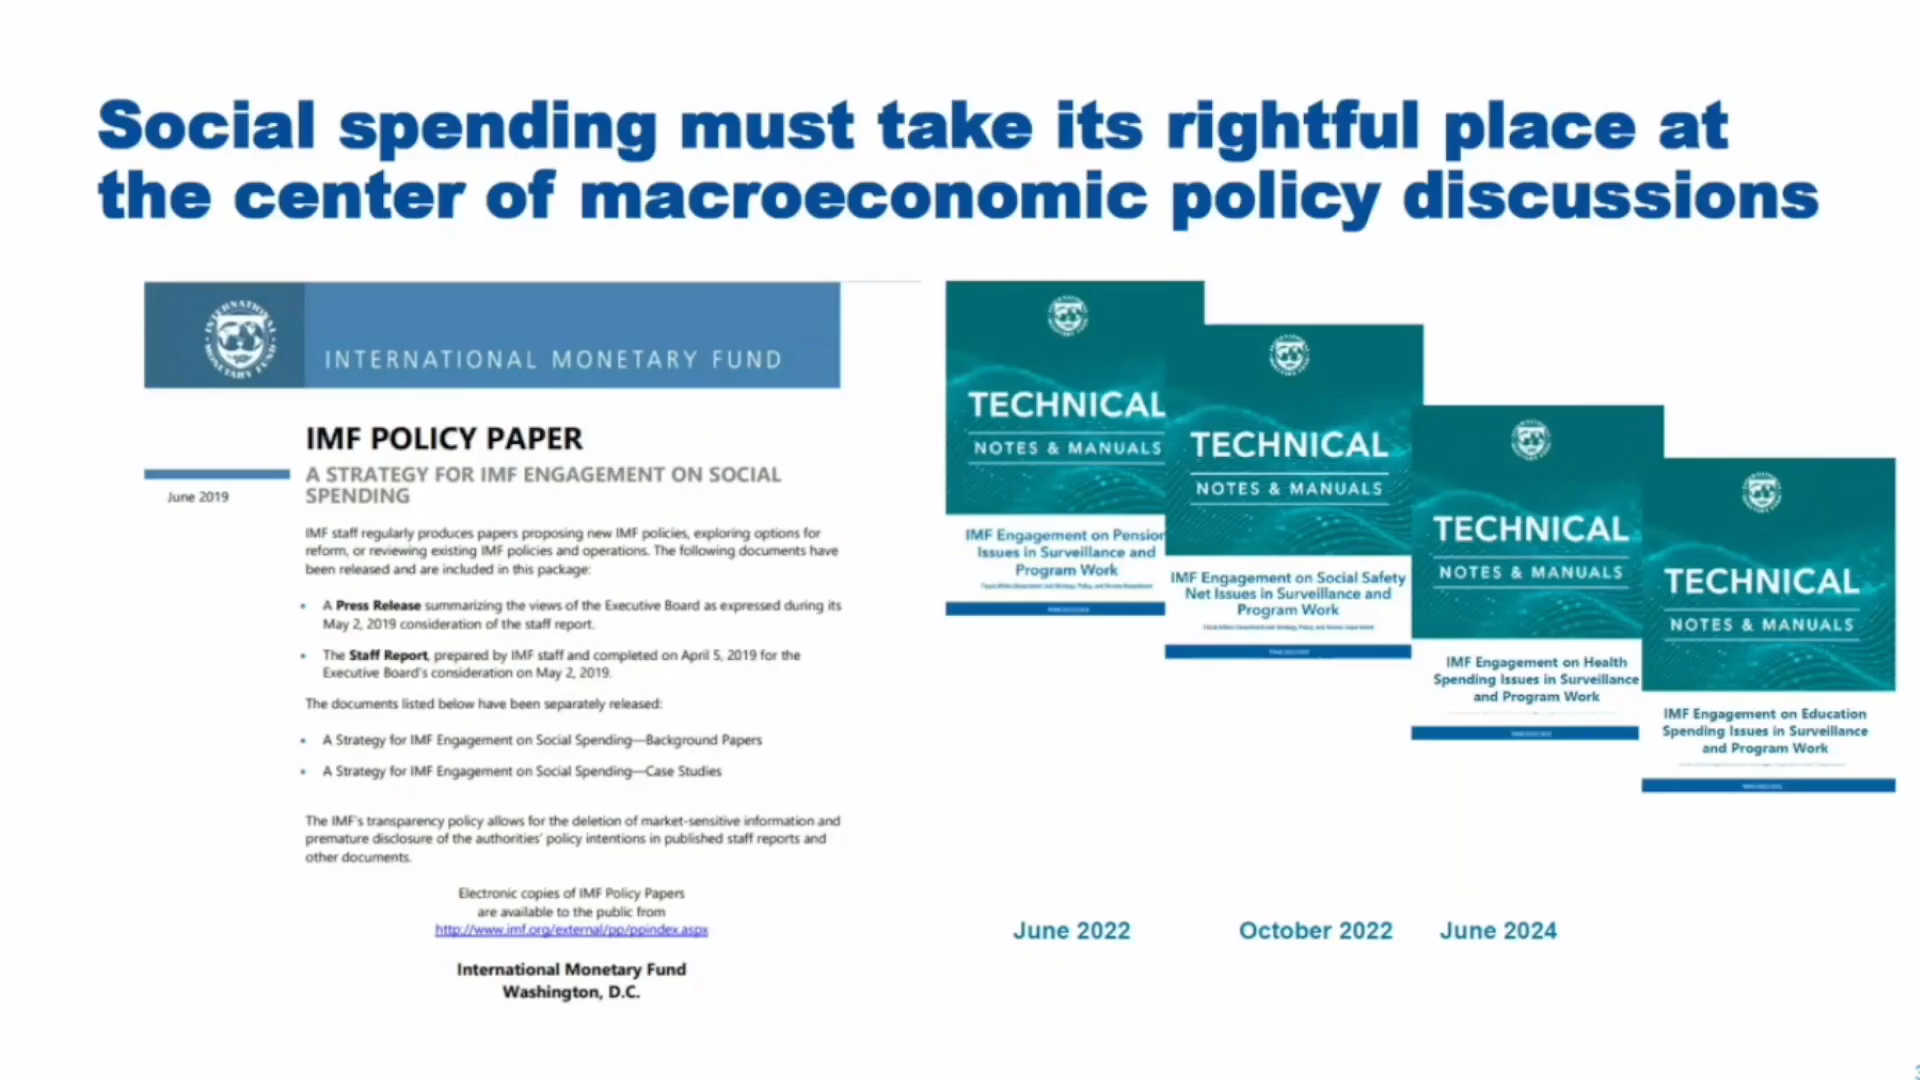 Social spending must take its rightful place at
the center of macroeconomic policy discussions
INTERNATIONAL MONETARY FUND
INTERNATIONAL MONETARY FUND
IMF POLICY PAPER
A STRATEGY FOR IMF ENGAGEMENT ON SOCIAL
SPENDING
June 2019
IMF staff regularly produces papers proposing new IMF policies, exploring options for
reform, or reviewing existing IMF policies and operations. The following documents have
been released and are included in this package:
• A Press Release summarizing the views of the Executive Board as expressed during its
May 2, 2019 consideration of the staff report.
• The Staff Report, prepared by IMF staff and completed on April 5, 2019 for the
Executive Board's consideration on May 2, 2019.
The documents listed below have been separately released:
• A Strategy for IMF Engagement on Social Spending—Background Papers
• A Strategy for IMF Engagement on Social Spending—Case Studies
The IMF's transparency policy allows for the deletion of market-sensitive information and
premature disclosure of the authorities' policy intentions in published staff reports and
other documents.
Electronic copies of IMF Policy Papers
are available to the public from
http://www.imf.org/external/pp/ppindex.aspx
International Monetary Fund
Washington, D.C.
TECHNICAL
NOTES & MANUALS
IMF Engagement on Pension
Issues in Surveillance and
Program Work
TECHNICAL
NOTES & MANUALS
IMF Engagement on Social Safety
Net Issues in Surveillance and
Program Work
TECHNICAL
NOTES & MANUALS
IMF Engagement on Health
Spending Issues in Surveillance
and Program Work
TECHNICAL
NOTES & MANUALS
IMF Engagement on Education
Spending Issues in Surveillance
and Program Work
June 2022
October 2022
June 2024